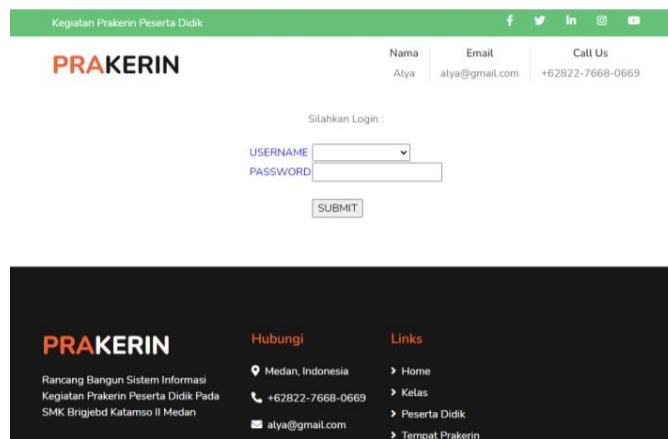 Kegiatan Prakerin Peserta Didik
PRAKERIN
Nama
Alya
Email
alya@gmail.com
Call Us
+62822-7668-0669
Silahkan Login :
USERNAME
PASSWORD
SUBMIT
PRAKERIN
Rancang Bangun Sistem Informasi
Kegiatan Prakerin Peserta Didik Pada
SMK Brigjebd Katamso II Medan
Hubungi
Medan, Indonesia
+62822-7668-0669
alya@gmail.com
Links
Home
Kelas
Peserta Didik
Tempat Prakerin